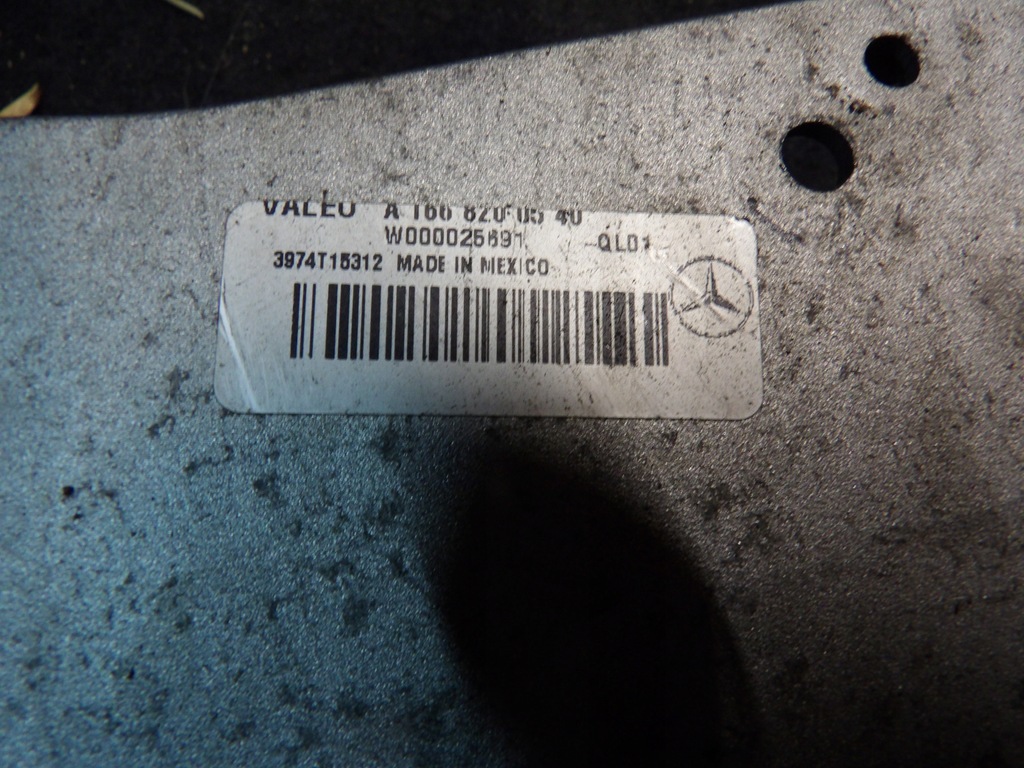 VALEO A 166 820 05 40
W000025691 QL01
3974T15312 MADE IN MEXICO